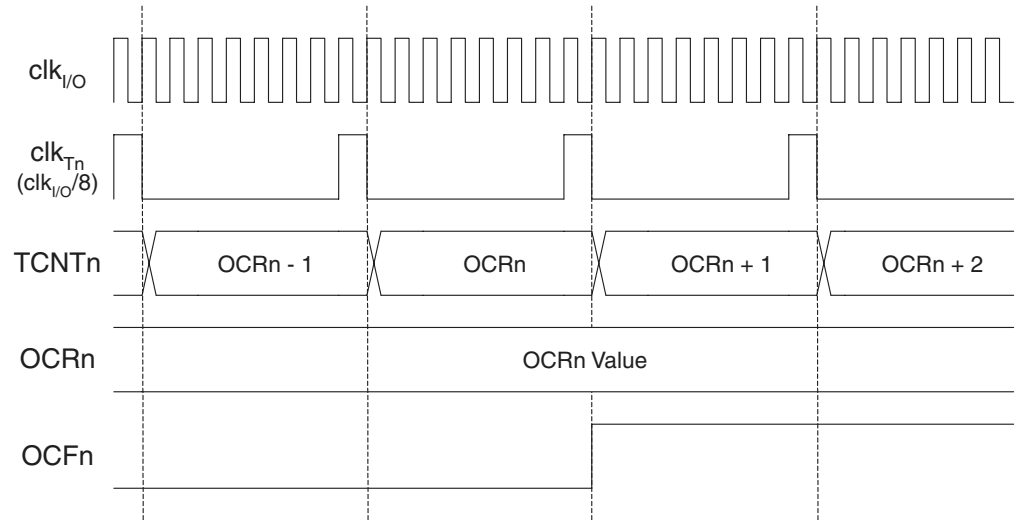 clkI/O
clkTn
(clkI/O/8)
TCNTn OCRn - 1 OCRn OCRn + 1 OCRn + 2
OCRn OCRn Value
OCFn